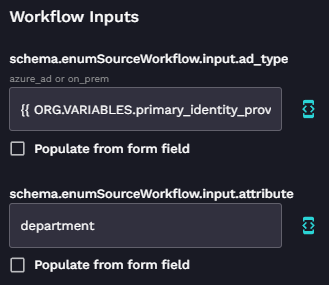 Workflow Inputs
schema.enumSourceWorkflow.input.ad_type
azure_ad or on_prem
{{ ORG.VARIABLES.primary_identity_prov
Populate from form field
schema.enumSourceWorkflow.input.attribute
department
Populate from form field